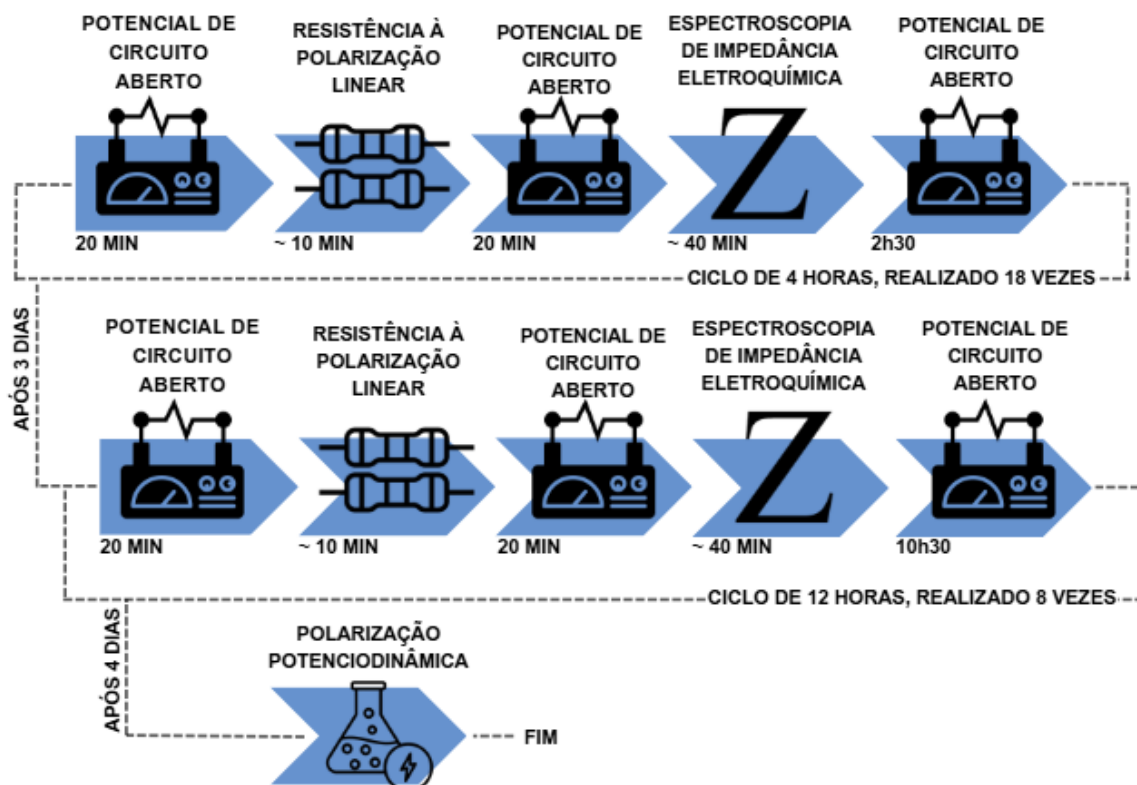 POTENCIAL DE
CIRCUITO
ABERTO
RESISTÊNCIA À
POLARIZAÇÃO
LINEAR
POTENCIAL DE
CIRCUITO
ABERTO
ESPECTROSCOPIA
DE IMPEDÂNCIA
ELETROQUÍMICA
POTENCIAL DE
CIRCUITO
ABERTO
Z
20 MIN
~ 10 MIN
20 MIN
~ 40 MIN
2h30
CICLO DE 4 HORAS, REALIZADO 18 VEZES
APÓS 3 DIAS
POTENCIAL DE
CIRCUITO
ABERTO
RESISTÊNCIA À
POLARIZAÇÃO
LINEAR
POTENCIAL DE
CIRCUITO
ABERTO
ESPECTROSCOPIA
DE IMPEDÂNCIA
ELETROQUÍMICA
POTENCIAL DE
CIRCUITO
ABERTO
Z
20 MIN
~ 10 MIN
20 MIN
~ 40 MIN
10h30
CICLO DE 12 HORAS, REALIZADO 8 VEZES
APÓS 4 DIAS
POLARIZAÇÃO
POTENCIODINÂMICA
FIM